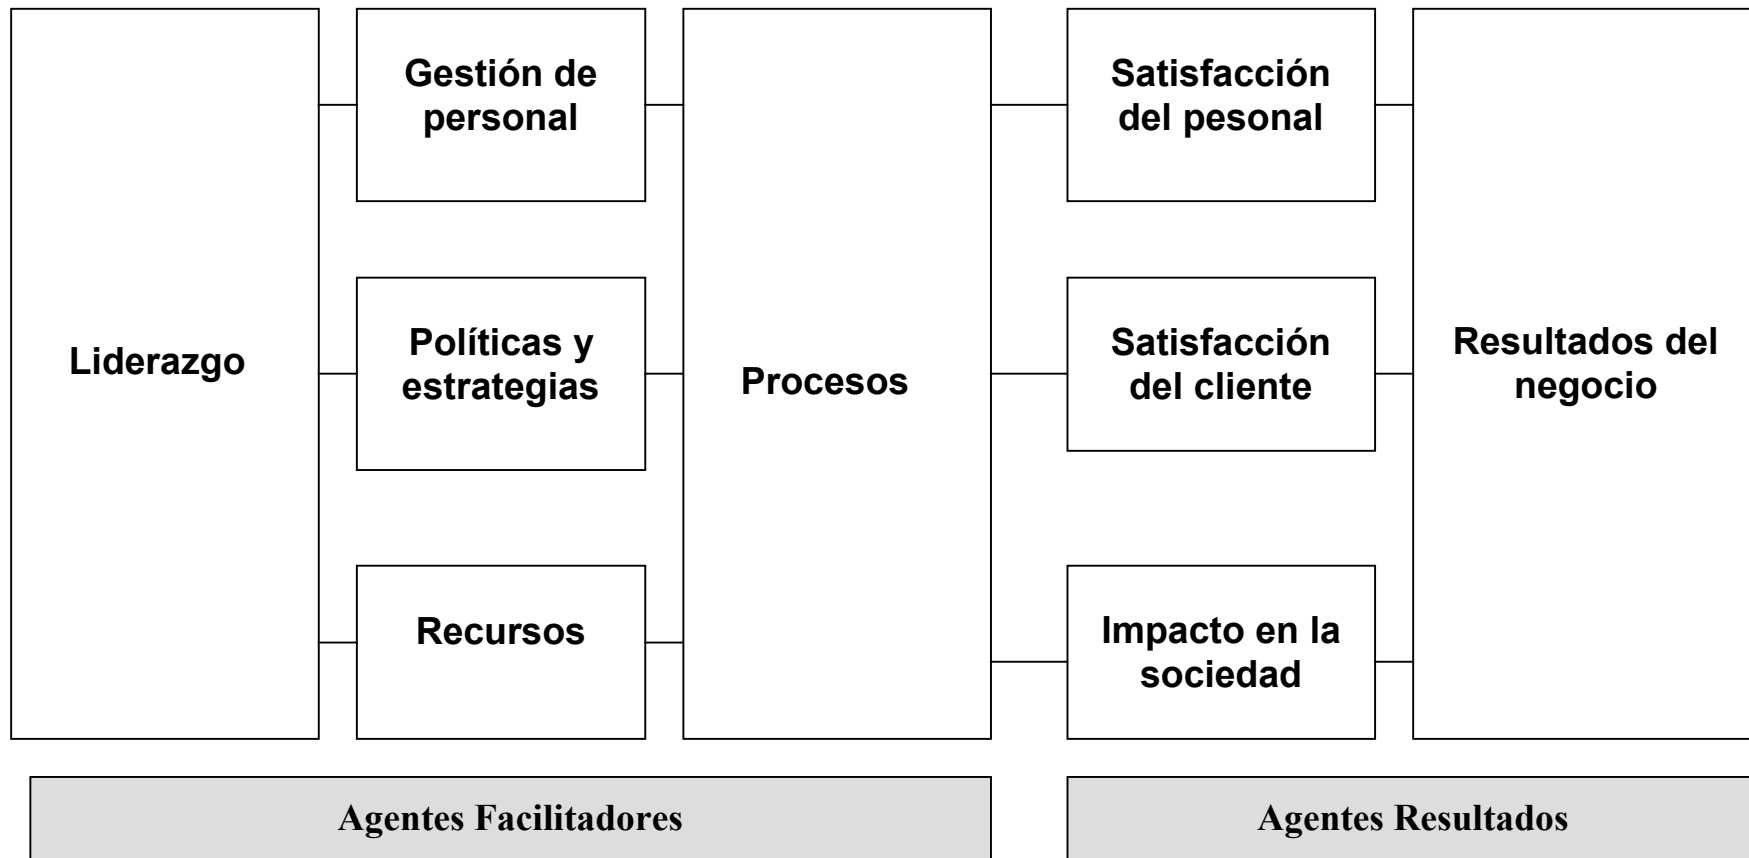 Liderazgo
Gestión de
personal
Políticas y
estrategias
Recursos
Procesos
Satisfacción
del pesonal
Satisfacción
del cliente
Impacto en la
sociedad
Resultados del
negocio
Agentes Facilitadores
Agentes Resultados